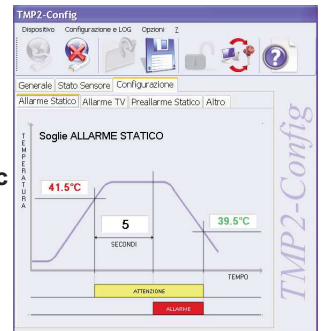 TMP2-Config
Dispositivo Configurazione e LOG Opzioni ?
Generale Stato Sensore Configurazione
Allarme Statico Allarme TV Preallarme Statico Altro
TEMPERATURA
Soglie ALLARME STATICO
c
41.5°C
5
SECONDI
39.5°C
TEMPO
ATTENZIONE
ALLARME
TMP2-Config